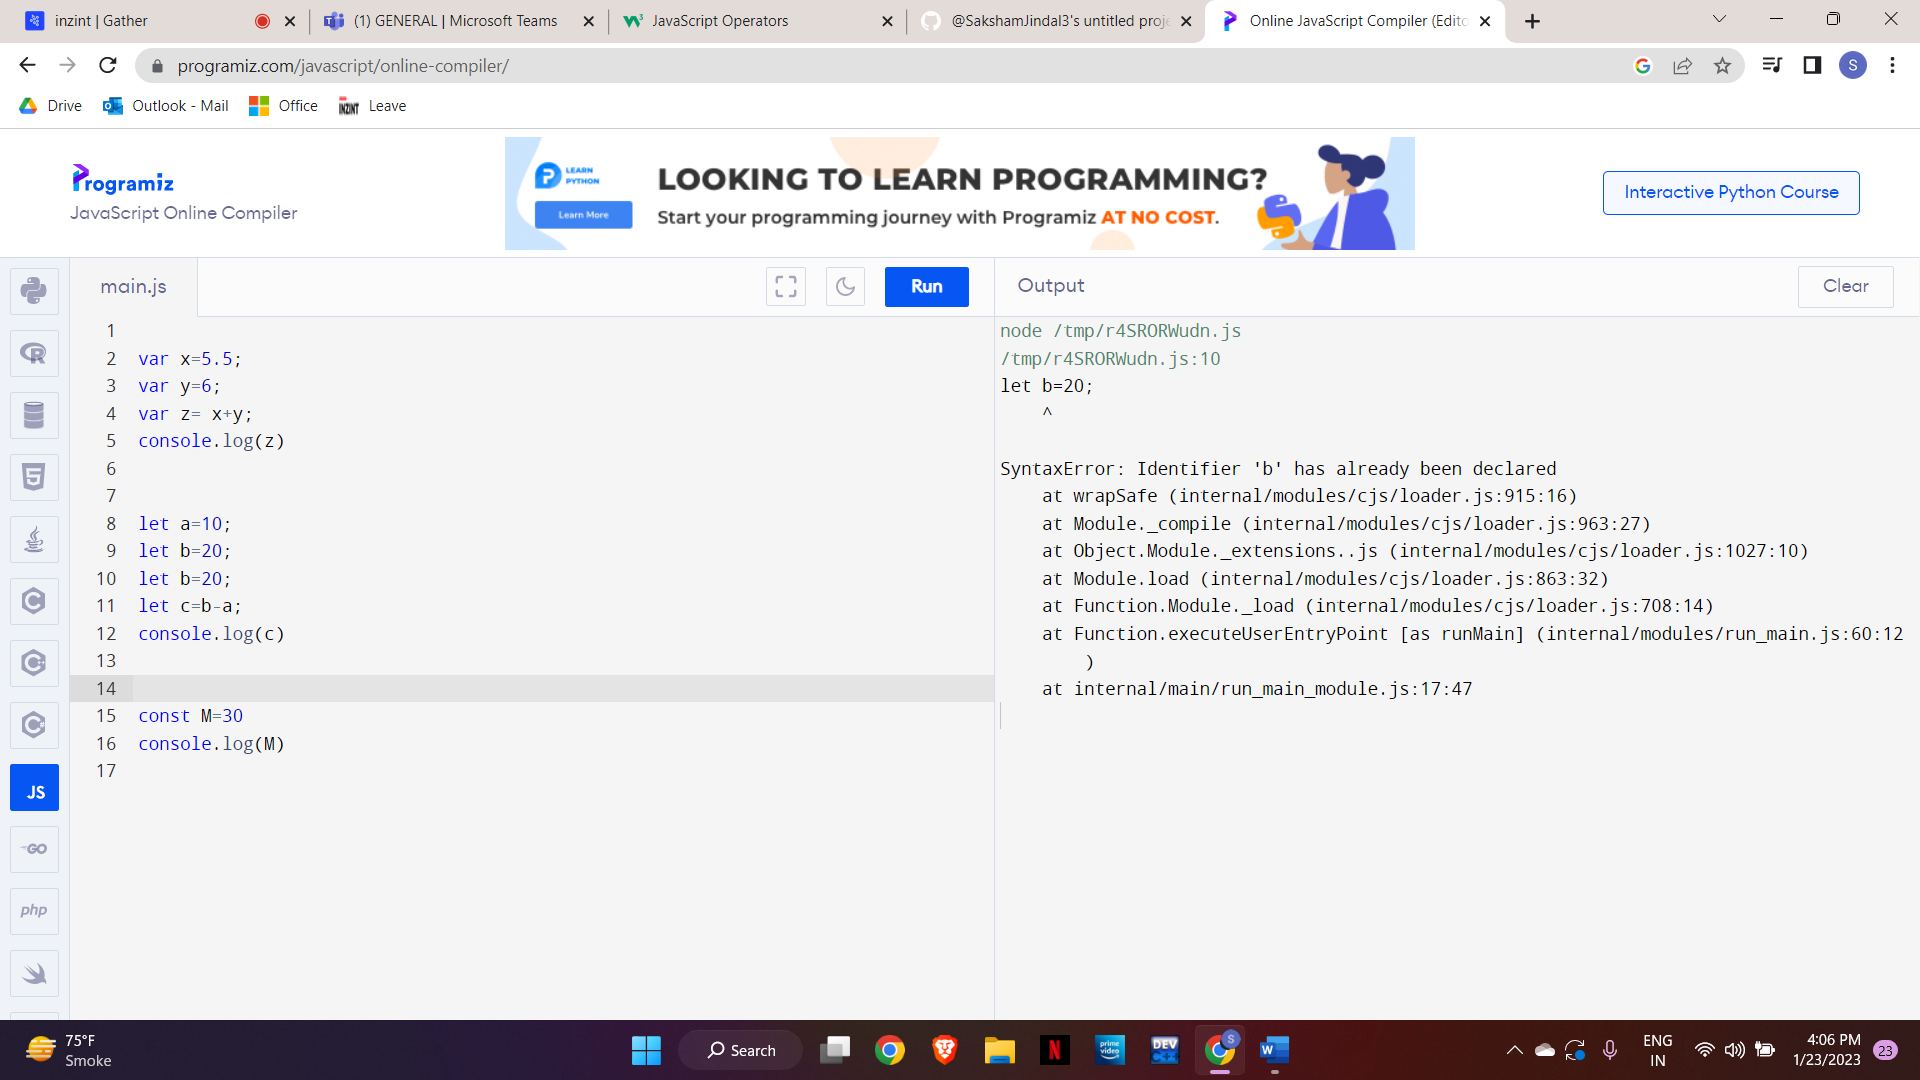 inzint | Gather
(1) GENERAL | Microsoft Teams
JavaScript Operators
@SakshamJindal3's untitled proje
Online JavaScript Compiler (Edito
programiz.com/javascript/online-compiler/
S
Drive
Outlook - Mail
Office
INZINT
Leave
Programiz
JavaScript Online Compiler
LEARN
PYTHON
Learn More
LOOKING TO LEARN PROGRAMMING?
Start your programming journey with Programiz AT NO COST.
Interactive Python Course
main.js
Run
Output
Clear
1
2 var x=5.5;
3 var y=6;
4 var z= x+y;
5 console.log(z)
6
7
8 let a=10;
9 let b=20;
10 let b=20;
11 let c=b-a;
12 console.log(c)
13
14
15 const M=30
16 console.log(M)
17
node /tmp/r4SRORWudn.js
/tmp/r4SRORWudn.js:10
let b=20;
    ^
SyntaxError: Identifier 'b' has already been declared
    at wrapSafe (internal/modules/cjs/loader.js:915:16)
    at Module._compile (internal/modules/cjs/loader.js:963:27)
    at Object.Module._extensions..js (internal/modules/cjs/loader.js:1027:10)
    at Module.load (internal/modules/cjs/loader.js:863:32)
    at Function.Module._load (internal/modules/cjs/loader.js:708:14)
    at Function.executeUserEntryPoint [as runMain] (internal/modules/run_main.js:60:12
        )
    at internal/main/run_main_module.js:17:47
R
C
C
C
JS
GO
php
75°F
Smoke
Search
N
prime video
DEV C++
S
W
ENG
IN
4:06 PM
1/23/2023
23